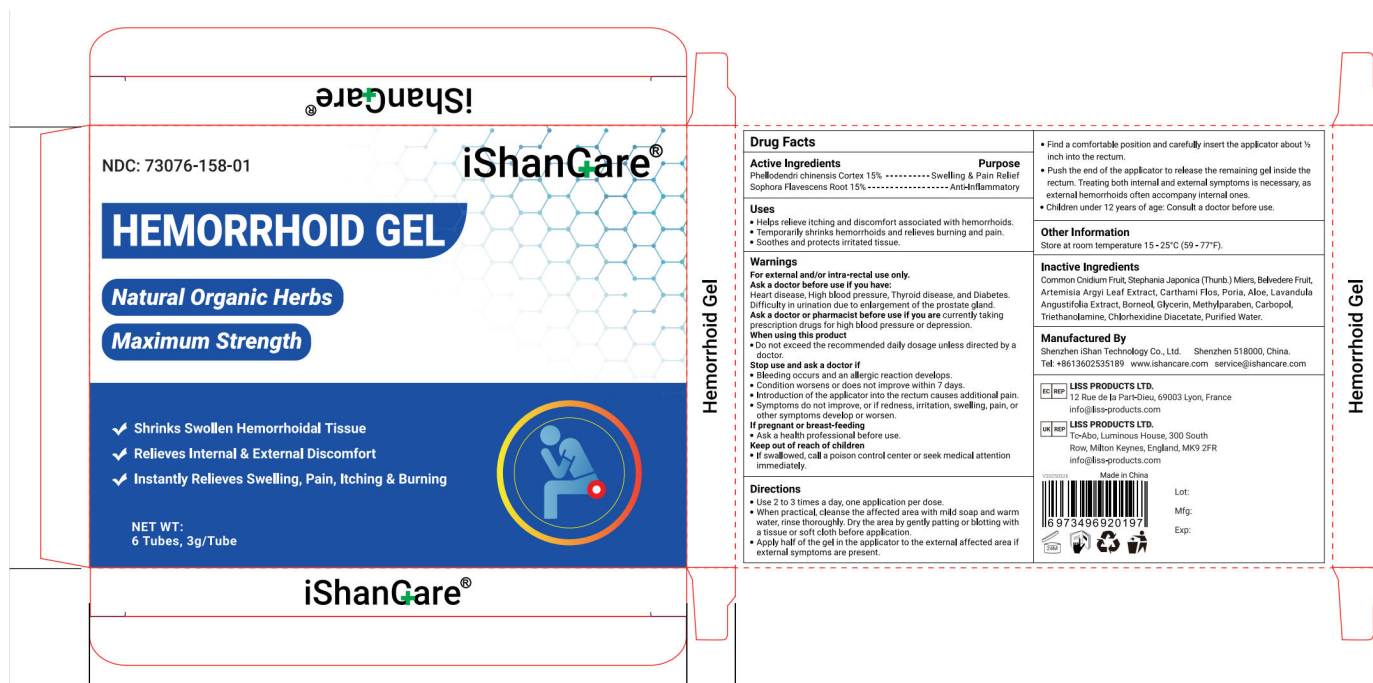 iShanCare®
NDC: 73076-158-01
iShanCare®
HEMORRHOID GEL
Natural Organic Herbs
Maximum Strength
Shrinks Swollen Hemorrhoidal Tissue
Relieves Internal & External Discomfort
Instantly Relieves Swelling, Pain, Itching & Burning
NET WT:
6 Tubes, 3g/Tube
iShanCare®
Hemorrhoid Gel
Drug Facts
Active Ingredients Purpose
Phellodendri chinensis Cortex 15% ---------- Swelling & Pain Relief
Sophora Flavescens Root 15% ------------------ Anti-Inflammatory
Uses
• Helps relieve itching and discomfort associated with hemorrhoids.
• Temporarily shrinks hemorrhoids and relieves burning and pain.
• Soothes and protects irritated tissue.
Warnings
For external and/or intra-rectal use only.
Ask a doctor before use if you have:
Heart disease, High blood pressure, Thyroid disease, and Diabetes.
Difficulty in urination due to enlargement of the prostate gland.
Ask a doctor or pharmacist before use if you are currently taking
prescription drugs for high blood pressure or depression.
When using this product
• Do not exceed the recommended daily dosage unless directed by a
doctor.
Stop use and ask a doctor if
• Bleeding occurs and an allergic reaction develops.
• Condition worsens or does not improve within 7 days.
• Introduction of the applicator into the rectum causes additional pain.
• Symptoms do not improve, or if redness, irritation, swelling, pain, or
other symptoms develop or worsen.
If pregnant or breast-feeding
• Ask a health professional before use.
Keep out of reach of children
• If swallowed, call a poison control center or seek medical attention
immediately.
Directions
• Use 2 to 3 times a day, one application per dose.
• When practical, cleanse the affected area with mild soap and warm
water, rinse thoroughly. Dry the area by gently patting or blotting with
a tissue or soft cloth before application.
• Apply half of the gel in the applicator to the external affected area if
external symptoms are present.
• Find a comfortable position and carefully insert the applicator about ½
inch into the rectum.
• Push the end of the applicator to release the remaining gel inside the
rectum. Treating both internal and external symptoms is necessary, as
external hemorrhoids often accompany internal ones.
• Children under 12 years of age: Consult a doctor before use.
Other Information
Store at room temperature 15 - 25°C (59 - 77°F).
Inactive Ingredients
Common Cnidium Fruit, Stephania Japonica (Thunb.) Miers, Belvedere Fruit,
Artemisia Argyi Leaf Extract, Carthami Flos, Poria, Aloe, Lavandula
Angustifolia Extract, Borneol, Glycerin, Methylparaben, Carbopol,
Triethanolamine, Chlorhexidine Diacetate, Purified Water.
Manufactured By
Shenzhen iShan Technology Co., Ltd. Shenzhen 518000, China.
Tel: +8613602535189 www.ishancare.com service@ishancare.com
EC REP LISS PRODUCTS LTD.
12 Rue de la Part-Dieu, 69003 Lyon, France
info@liss-products.com
UK REP LISS PRODUCTS LTD.
Tc-Abo, Luminous House, 300 South
Row, Milton Keynes, England, MK9 2FR
info@liss-products.com
Made in China
6 973496 920197
24M
Lot:
Mfg:
Exp:
Hemorrhoid Gel